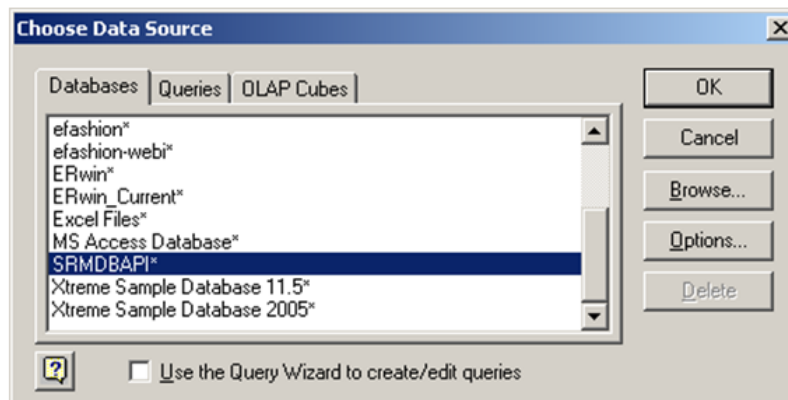 Choose Data Source
Databases Queries OLAP Cubes
efashion*
efashion-webi*
ERwin*
ERwin_Current*
Excel Files*
MS Access Database*
SRMDBAPI*
Xtreme Sample Database 11.5*
Xtreme Sample Database 2005*
OK
Cancel
Browse...
Options...
Delete
Use the Query Wizard to create/edit queries